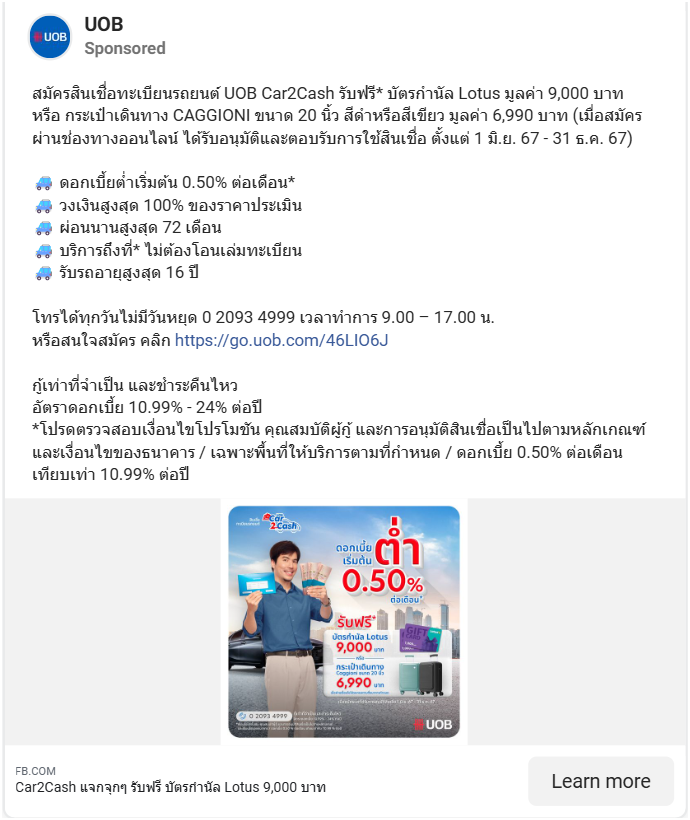 UOB
UOB
Sponsored
สมัครสินเชื่อทะเบียนรถยนต์ UOB Car2Cash รับฟรี* บัตรกำนัล Lotus มูลค่า 9,000 บาท
หรือ กระเป๋าเดินทาง CAGGIONI ขนาด 20 นิ้ว สีดำหรือสีเขียว มูลค่า 6,990 บาท (เมื่อสมัคร
ผ่านช่องทางออนไลน์ ได้รับอนุมัติและตอบรับการใช้สินเชื่อ ตั้งแต่ 1 มิ.ย. 67 - 31 ธ.ค. 67)
🚙 ดอกเบี้ยต่ำเริ่มต้น 0.50% ต่อเดือน*
🚙 วงเงินสูงสุด 100% ของราคาประเมิน
🚙 ผ่อนนานสูงสุด 72 เดือน
🚙 บริการถึงที่* ไม่ต้องโอนเล่มทะเบียน
🚙 รับรถอายุสูงสุด 16 ปี
โทรได้ทุกวันไม่มีวันหยุด 0 2093 4999 เวลาทำการ 9.00 – 17.00 น.
หรือสนใจสมัคร คลิก https://go.uob.com/46LIO6J
กู้เท่าที่จำเป็น และชำระคืนไหว
อัตราดอกเบี้ย 10.99% - 24% ต่อปี
*โปรดตรวจสอบเงื่อนไขโปรโมชัน คุณสมบัติผู้กู้ และการอนุมัติสินเชื่อเป็นไปตามหลักเกณฑ์
และเงื่อนไขของธนาคาร / เฉพาะพื้นที่ให้บริการตามที่กำหนด / ดอกเบี้ย 0.50% ต่อเดือน
เทียบเท่า 10.99% ต่อปี
Car
2Cash
ดอกเบี้ย
เริ่มต้น
ต่ำ
0.50%
ต่อเดือน*
รับฟรี*
บัตรกำนัล Lotus
9,000 บาท
หรือ
กระเป๋าเดินทาง
Caggioni ขนาด 20 นิ้ว
6,990 บาท
GIFT
0 2093 4999
UOB
FB.COM
Car2Cash แจกจุกๆ รับฟรี บัตรกำนัล Lotus 9,000 บาท
Learn more